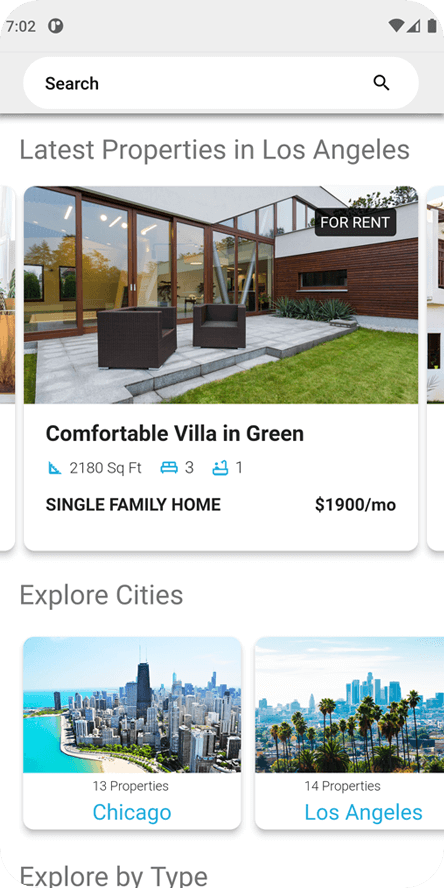 7:02
Search
Latest Properties in Los Angeles
FOR RENT
Comfortable Villa in Green
2180 Sq Ft 3 1
SINGLE FAMILY HOME $1900/mo
Explore Cities
13 Properties 14 Properties
Chicago Los Angeles
Explore by Type